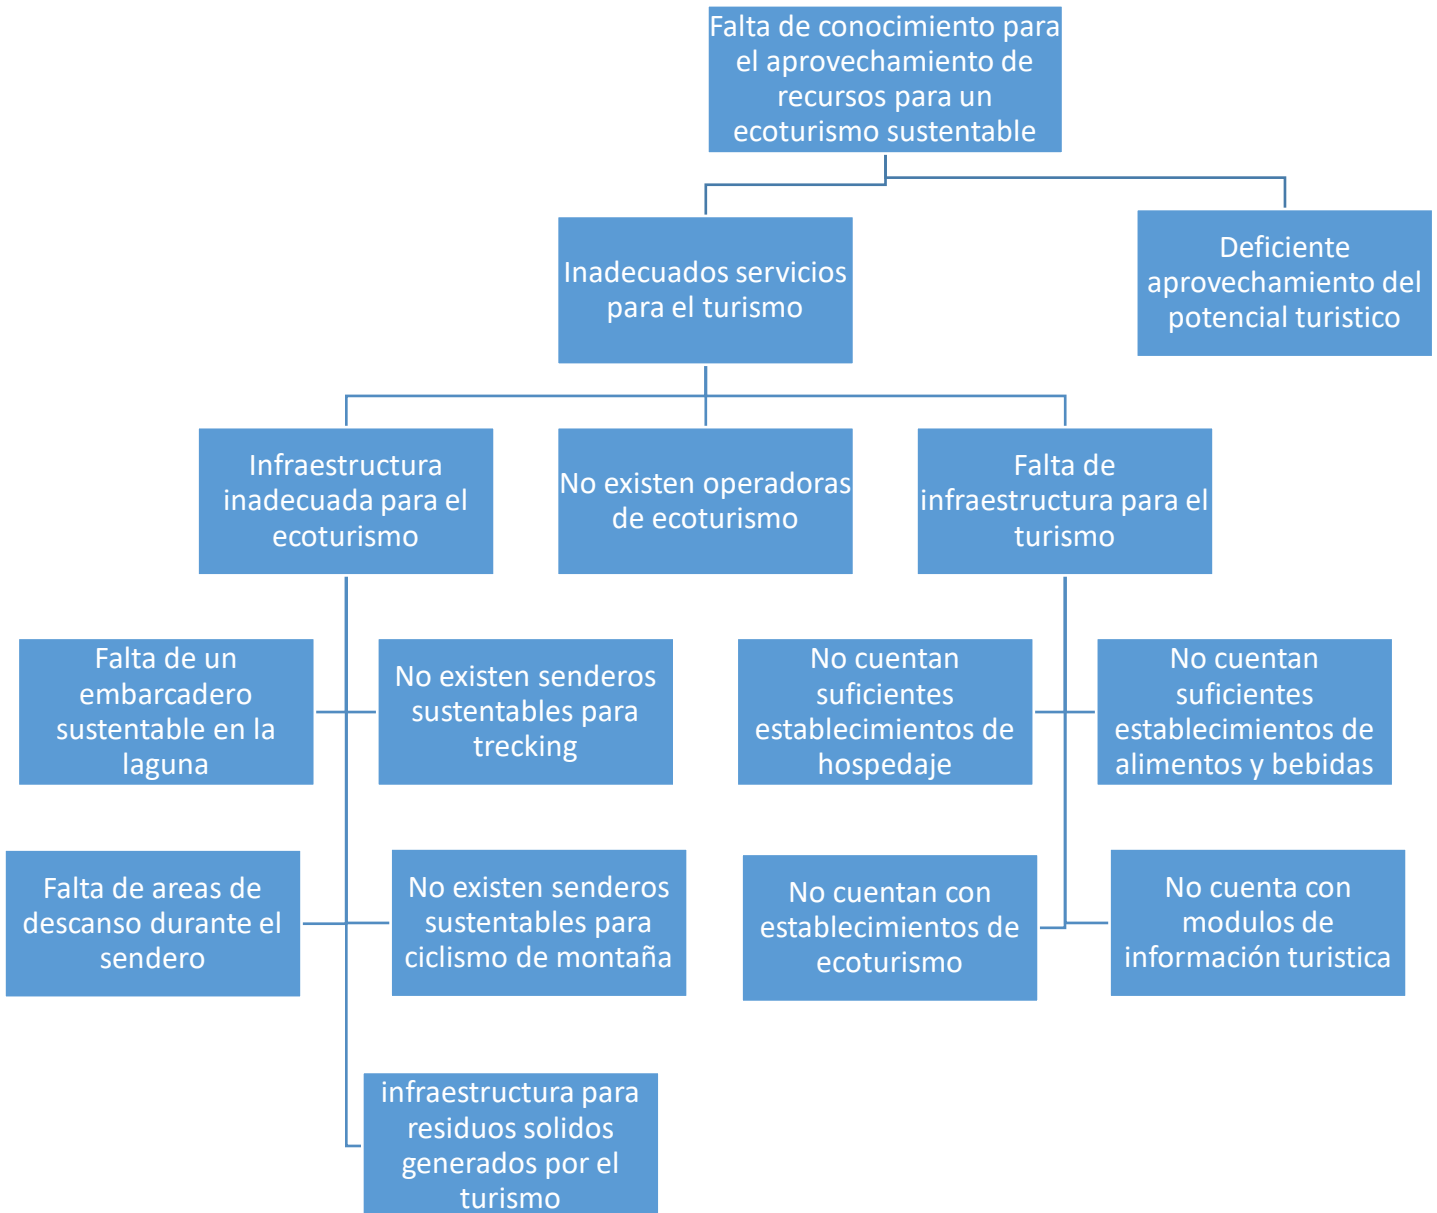 Falta de conocimiento para
el aprovechamiento de
recursos para un
ecoturismo sustentable
Inadecuados servicios
para el turismo
Deficiente
aprovechamiento del
potencial turistico
Infraestructura
inadecuada para el
ecoturismo
No existen operadoras
de ecoturismo
Falta de
infraestructura para el
turismo
Falta de un
embarcadero
sustentable en la
laguna
No existen senderos
sustentables para
trecking
No cuentan
suficientes
establecimientos de
hospedaje
No cuentan
suficientes
establecimientos de
alimentos y bebidas
Falta de areas de
descanso durante el
sendero
No existen senderos
sustentables para
ciclismo de montaña
No cuentan con
establecimientos de
ecoturismo
No cuenta con
modulos de
información turistica
infraestructura para
residuos solidos
generados por el
turismo